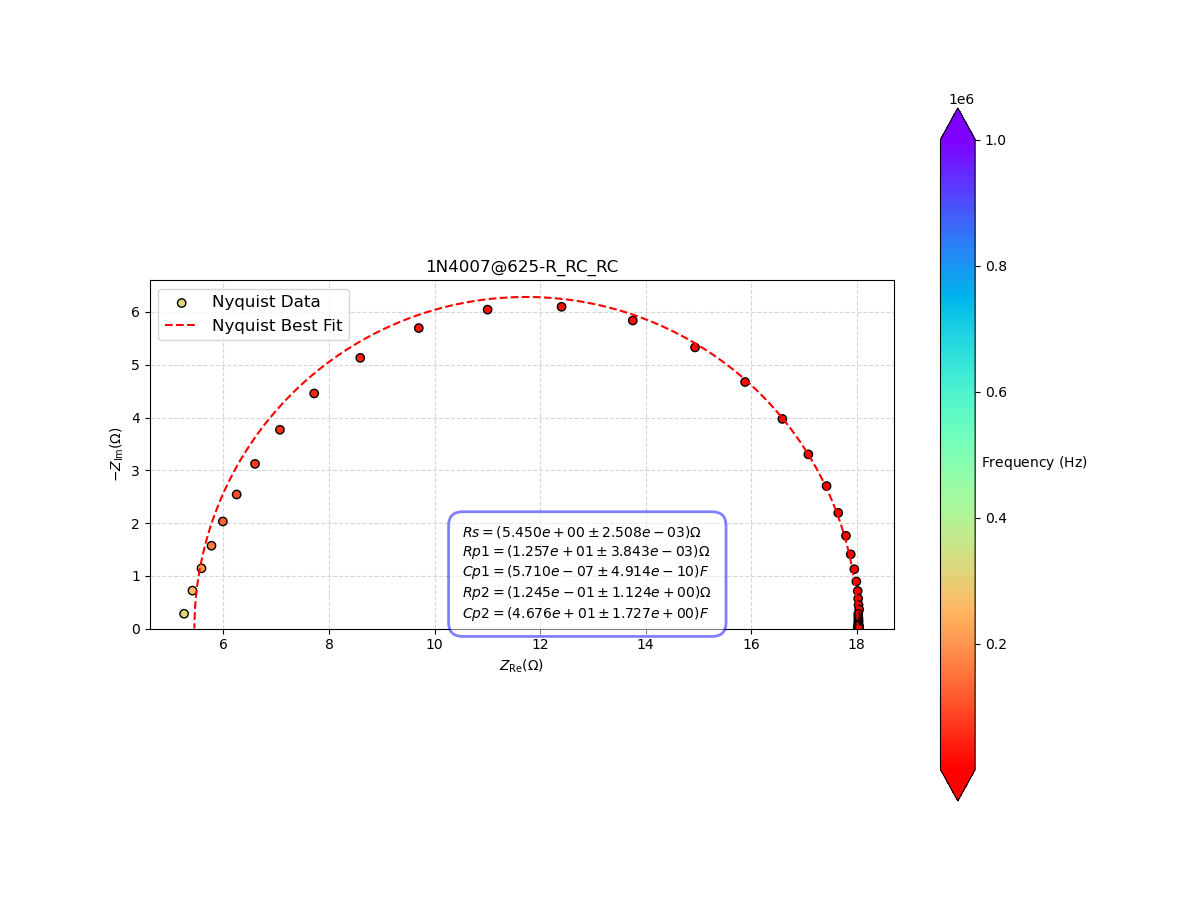 1e6
1N4007@625-R_RC_RC
Nyquist Data
Nyquist Best Fit
6
5
4
3
2
1
0
−Z_Im(Ω)
Rs = (5.450e + 00 ± 2.508e − 03)Ω
Rp1 = (1.257e + 01 ± 3.843e − 03)Ω
Cp1 = (5.710e − 07 ± 4.914e − 10)F
Rp2 = (1.245e − 01 ± 1.124e + 00)Ω
Cp2 = (4.676e + 01 ± 1.727e + 00)F
6 8 10 12 14 16 18
Z_Re(Ω)
1.0
0.8
0.6
0.4
0.2
Frequency (Hz)